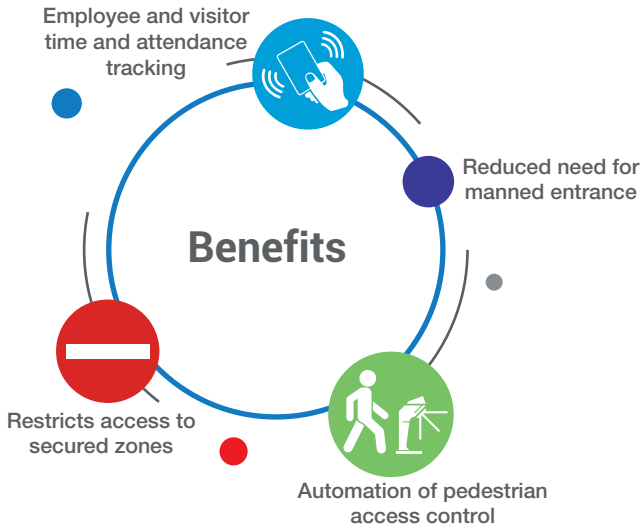 Employee and visitor
time and attendance
tracking
Reduced need for
manned entrance
Benefits
Restricts access to
secured zones
Automation of pedestrian
access control